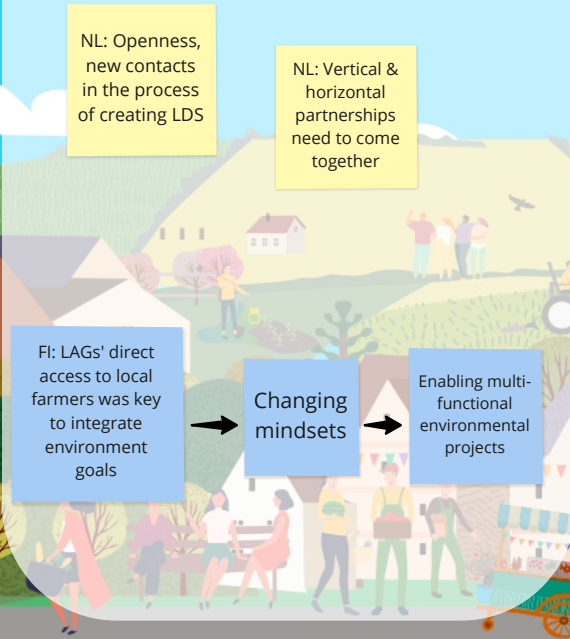 NL: Openness,
new contacts
in the process
of creating LDS
NL: Vertical &
horizontal
partnerships
need to come
together
FI: LAGs' direct
access to local
farmers was key
to integrate
environment
goals
Changing
mindsets
Enabling multi-
functional
environmental
projects